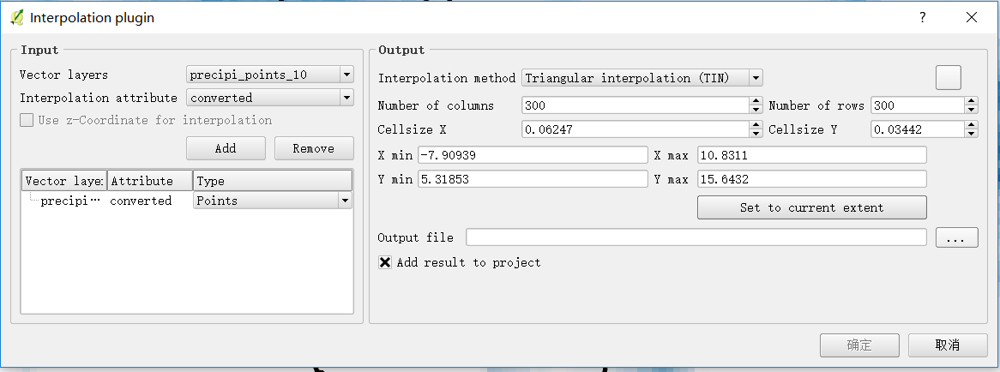 Interpolation plugin
?
Input
Vector layers precipi_points_10
Interpolation attribute converted
Use z-Coordinate for interpolation
Add Remove
Vector laye: Attribute Type
precipi… converted Points
Output
Interpolation method Triangular interpolation (TIN)
Number of columns 300 Number of rows 300
Cellsize X 0.06247 Cellsize Y 0.03442
X min -7.90939 X max 10.8311
Y min 5.31853 Y max 15.6432
Set to current extent
Output file ...
Add result to project
确定 取消